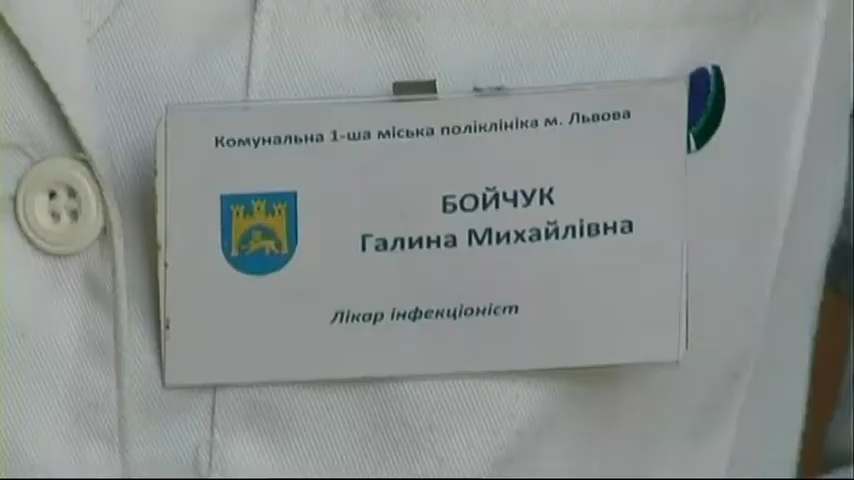 Комунальна 1-ша міська поліклініка м. Львова
БОЙЧУК
Галина Михайлівна
Лікар інфекціоніст